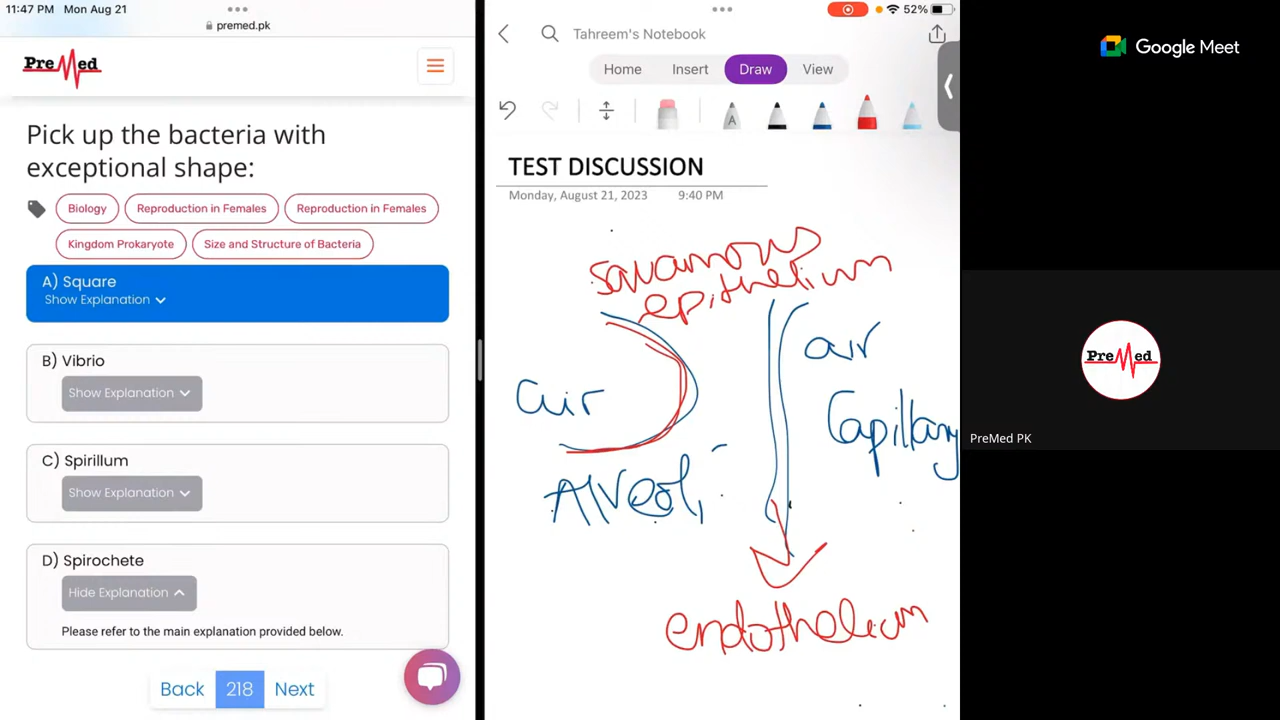 11:47 PM Mon Aug 21
premed.pk
PreMed
Pick up the bacteria with
exceptional shape:
Biology
Reproduction in Females
Reproduction in Females
Kingdom Prokaryote
Size and Structure of Bacteria
A) Square
Show Explanation
B) Vibrio
Show Explanation
C) Spirillum
Show Explanation
D) Spirochete
Hide Explanation
Please refer to the main explanation provided below.
Back
218
Next
52%
Tahreem's Notebook
Home
Insert
Draw
View
A
TEST DISCUSSION
Monday, August 21, 2023
9:40 PM
squamous
epithelium
air
air
Capillary
Alveoli
endothelium
Google Meet
PreMed
PreMed PK